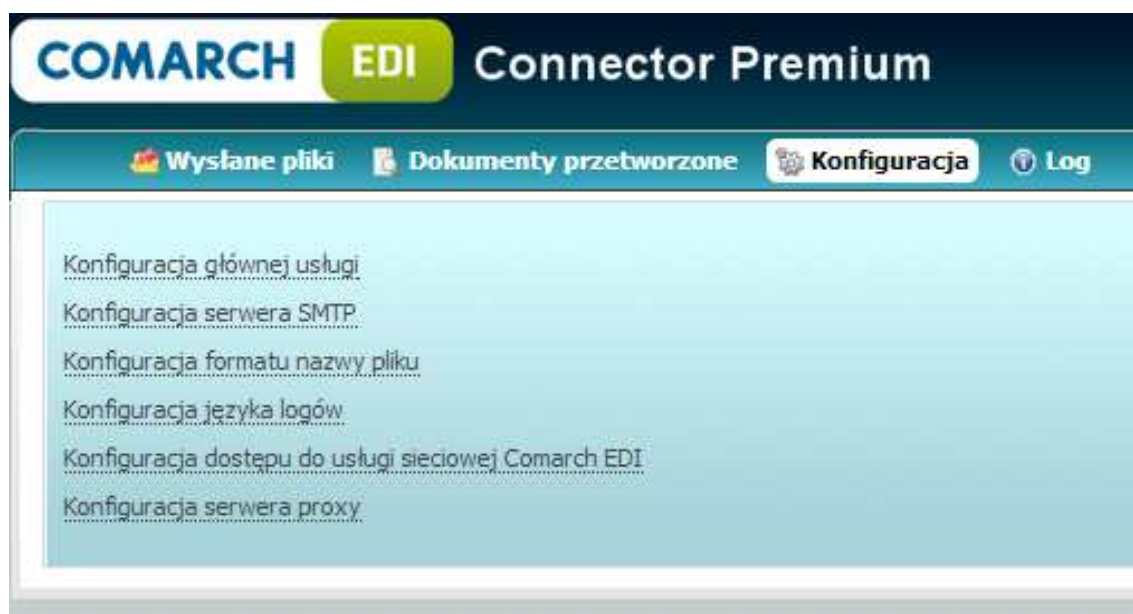 COMARCH EDI Connector Premium
Wysłane pliki Dokumenty przetworzone Konfiguracja Log
Konfiguracja głównej usługi
Konfiguracja serwera SMTP
Konfiguracja formatu nazwy pliku
Konfiguracja języka logów
Konfiguracja dostępu do usługi sieciowej Comarch EDI
Konfiguracja serwera proxy